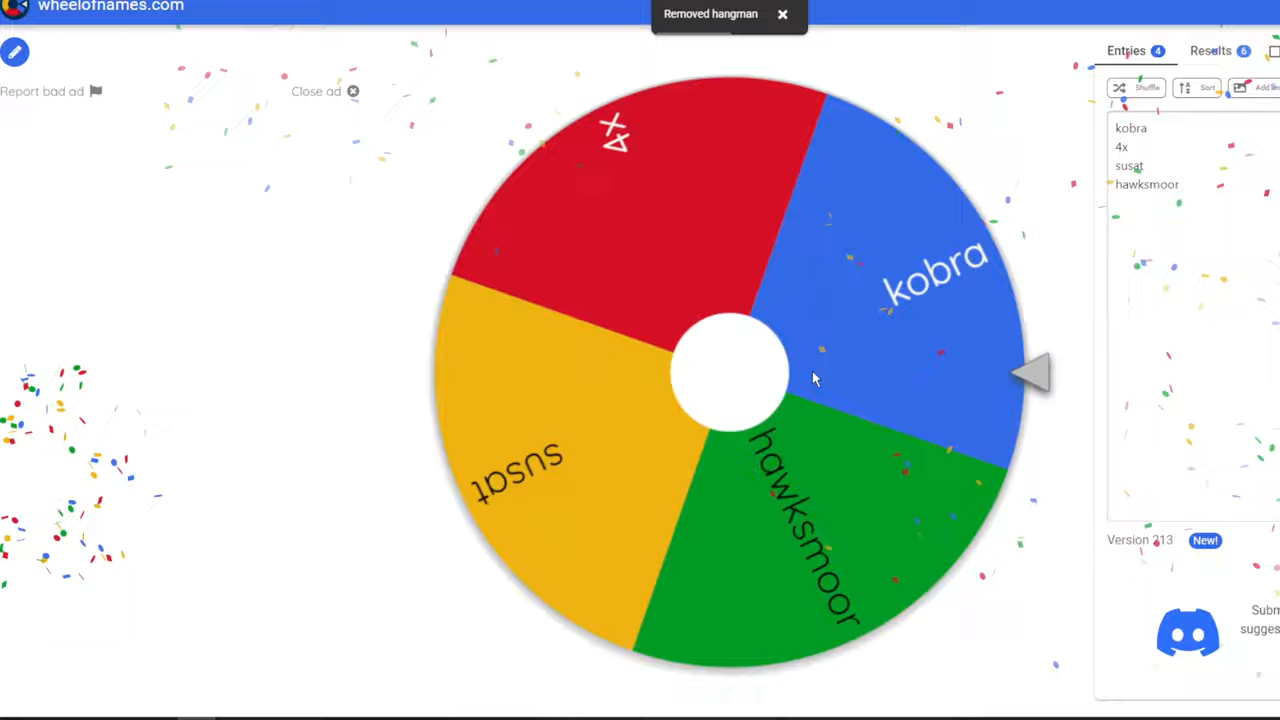 wheelofnames.com
Removed hangman
Entries 4
Results 6
Report bad ad
Close ad
Shuffle
Sort
Add
kobra
4x
susat
hawksmoor
4x
kobra
susat
hawksmoor
Version 213
New!
Subm
sugges